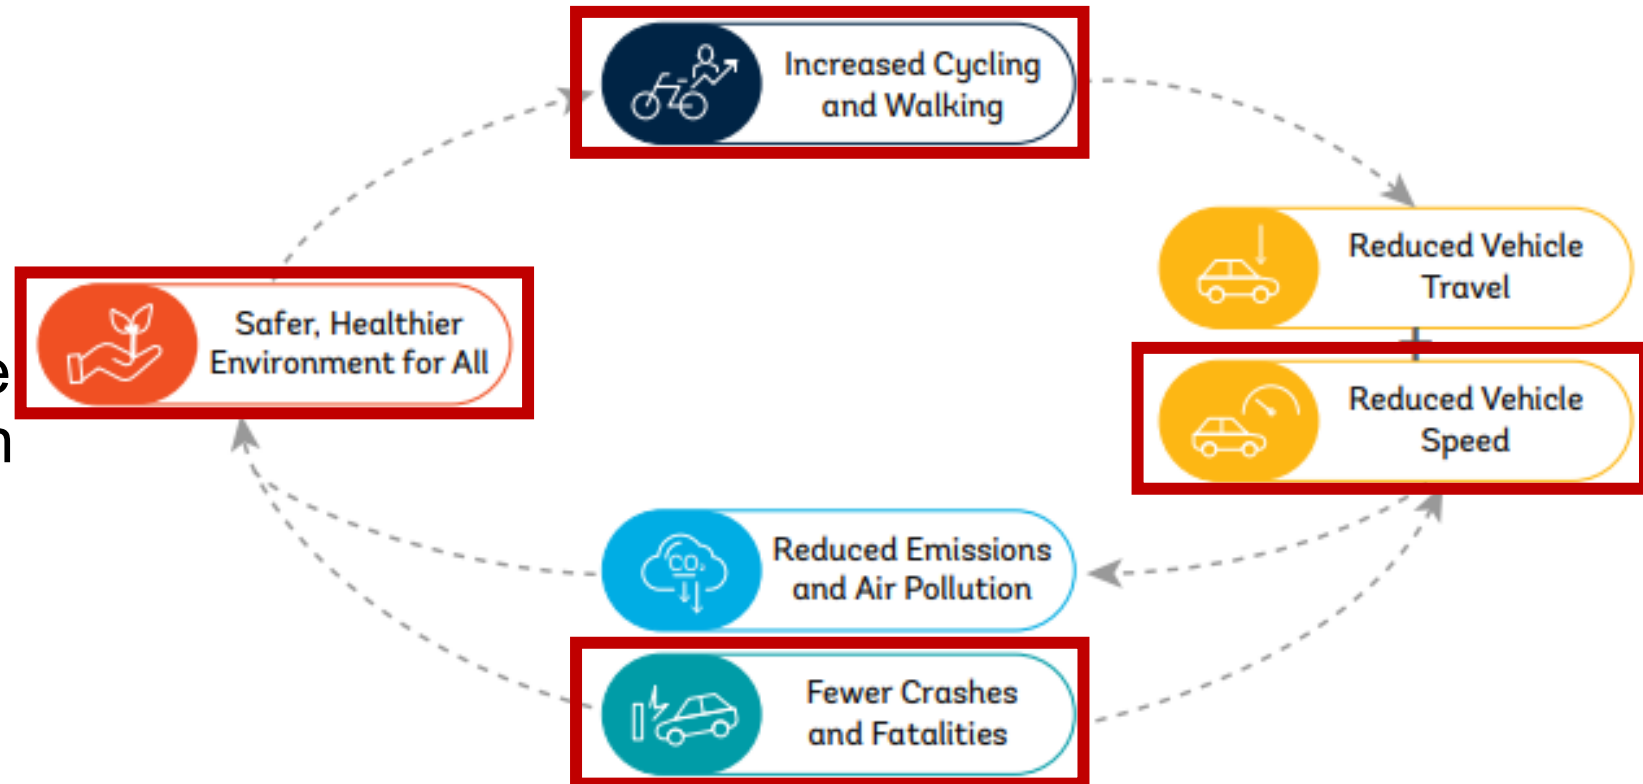 Increased Cycling
and Walking
Reduced Vehicle
Travel
+
Reduced Vehicle
Speed
Safer, Healthier
Environment for All
e
n
Reduced Emissions
and Air Pollution
CO₂
Fewer Crashes
and Fatalities